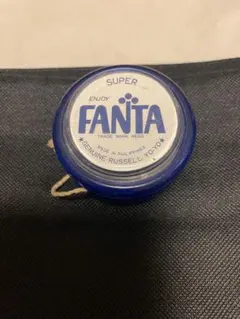 SUPER
ENJOY
FANTA
TRADE MARK REGD
MADE IN PHILIPPINES
GENUINE RUSSELL YO-YO